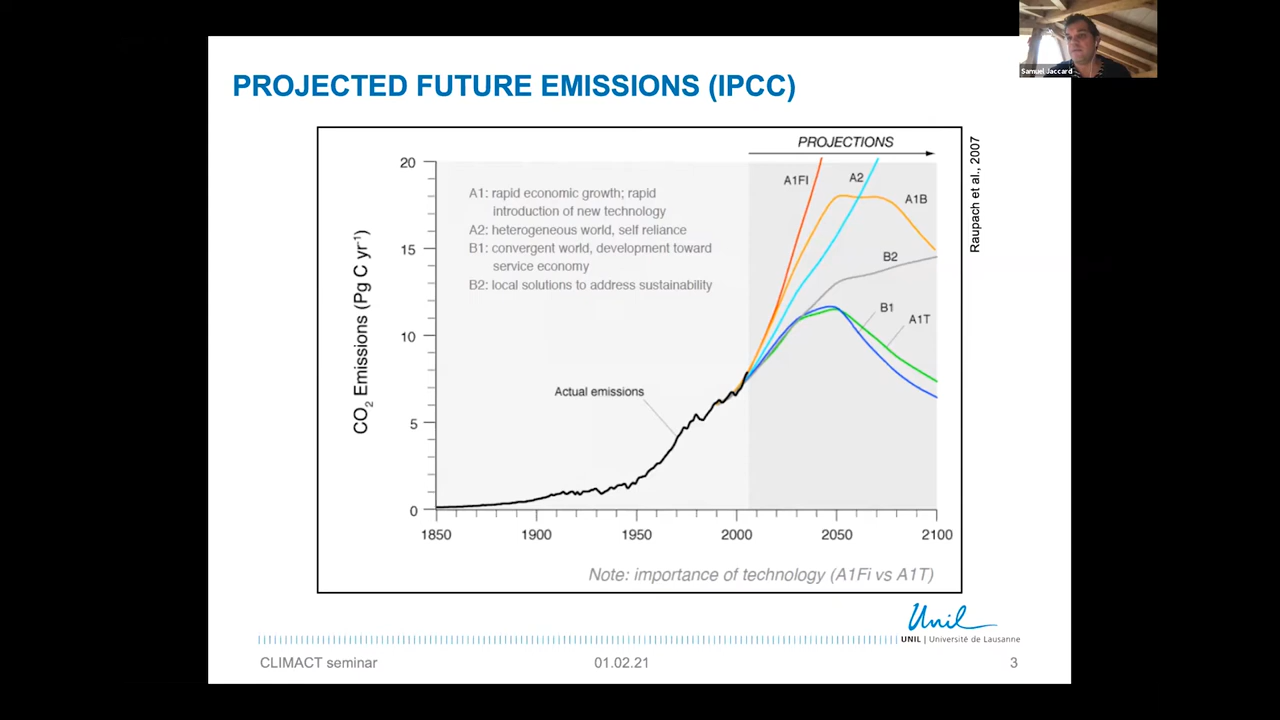 Samuel Jaccard
PROJECTED FUTURE EMISSIONS (IPCC)
PROJECTIONS
Raupach et al., 2007
20
15
10
5
0
CO₂ Emissions (Pg C yr⁻¹)
A1: rapid economic growth; rapid
introduction of new technology
A2: heterogeneous world, self reliance
B1: convergent world, development toward
service economy
B2: local solutions to address sustainability
A1FI
A2
A1B
B2
B1
A1T
Actual emissions
1850 1900 1950 2000 2050 2100
Note: importance of technology (A1Fi vs A1T)
Unil
UNIL | Université de Lausanne
CLIMACT seminar 01.02.21 3